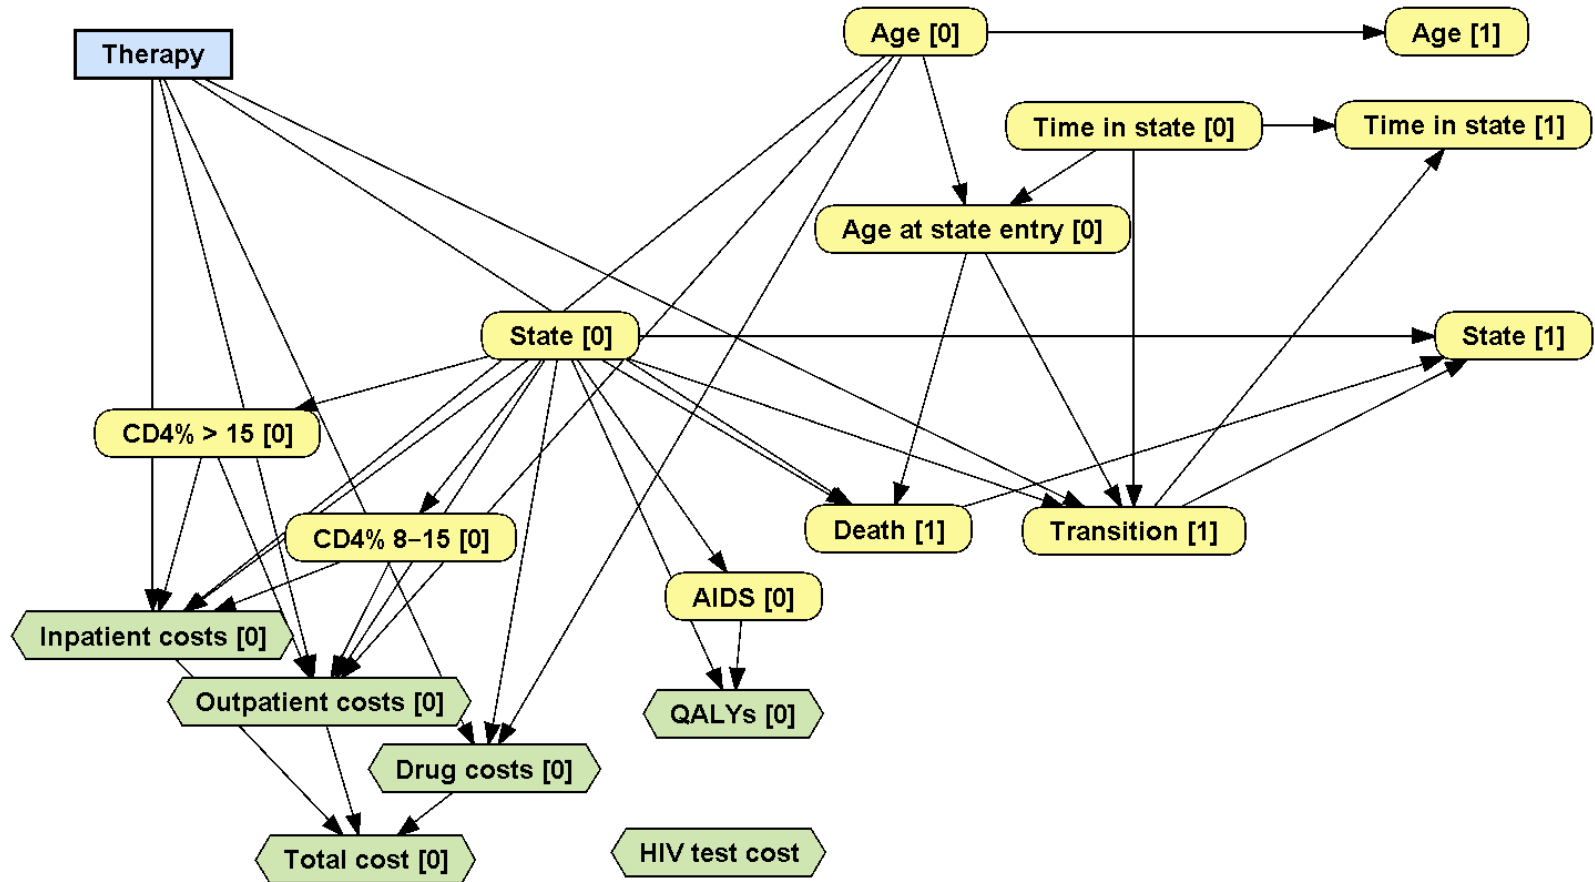 Therapy
Age [0]
Age [1]
Time in state [0]
Time in state [1]
Age at state entry [0]
State [0]
State [1]
CD4% > 15 [0]
CD4% 8–15 [0]
Death [1]
Transition [1]
AIDS [0]
Inpatient costs [0]
Outpatient costs [0]
QALYs [0]
Drug costs [0]
Total cost [0]
HIV test cost